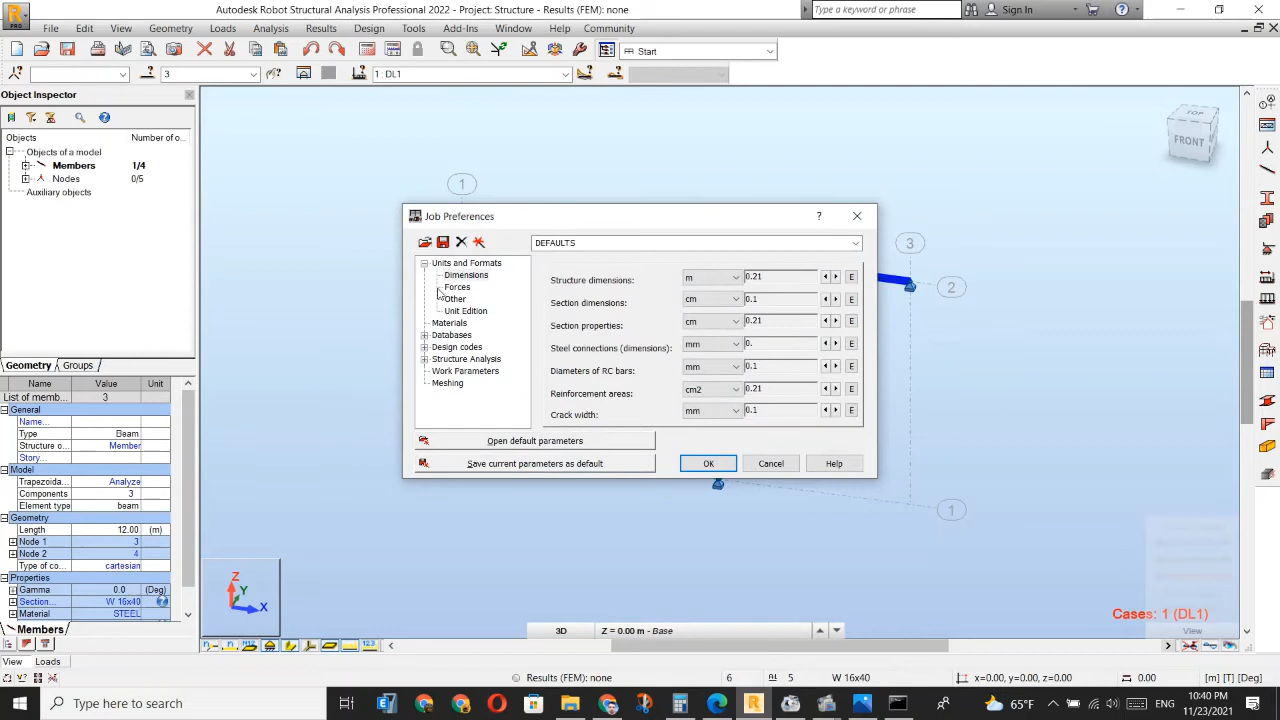 PRO
Autodesk Robot Structural Analysis Professional 2022 - Project: Structure - Results (FEM): none
Type a keyword or phrase
Sign In
File Edit View Geometry Loads Analysis Results Design Tools Add-Ins Window Help Community
Start
3
1 : DL1
Object Inspector
Objects Number of o...
Objects of a model
Members 1/4
Nodes 0/5
Auxiliary objects
Geometry Groups
Name Value Unit
List of memb... 3
General
Name...
Type Beam
Structure o... Member
Story...
Model
Trapezoida... Analyze
Components 3
Element type beam
Geometry
Length 12.00 (m)
Node 1 3
Node 2 4
Type of co... cartesian
Properties
Gamma 0.0 (Deg)
Section... W 16x40
Material STEEL
Members
TOP
FRONT
1
3
2
1
Job Preferences
?
DEFAULTS
Units and Formats
Dimensions
Forces
Other
Unit Edition
Materials
Databases
Design codes
Structure Analysis
Work Parameters
Meshing
Structure dimensions: m 0.21 E
Section dimensions: cm 0.1 E
Section properties: cm 0.21 E
Steel connections (dimensions): mm 0. E
Diameters of RC bars: mm 0.1 E
Reinforcement areas: cm2 0.21 E
Crack width: mm 0.1 E
Open default parameters
Save current parameters as default
OK Cancel Help
Z
Y
X
Cases: 1 (DL1)
3D Z = 0.00 m - Base
View
View Loads
Results (FEM): none 6 5 W 16x40 x=0.00, y=0.00, z=0.00 0.00 [m] [T] [Deg]
Type here to search
65°F
ENG
10:40 PM
11/23/2021